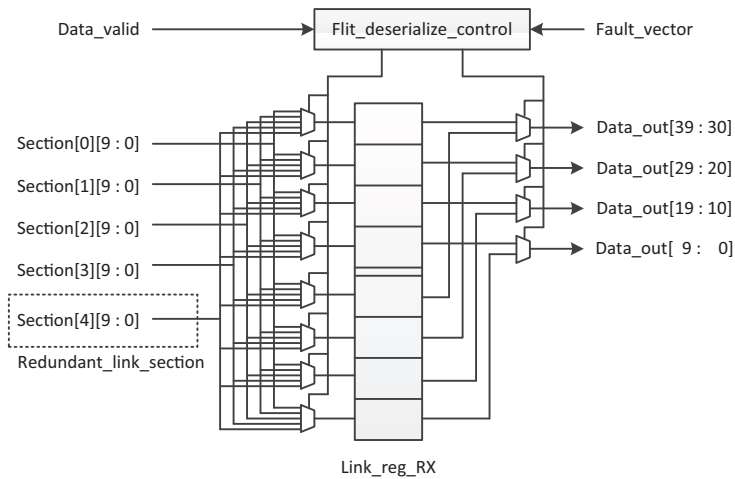 Data_valid
Flit_deserialize_control
Fault_vector
Section[0][9 : 0]
Section[1][9 : 0]
Section[2][9 : 0]
Section[3][9 : 0]
Section[4][9 : 0]
Redundant_link_section
Data_out[39 : 30]
Data_out[29 : 20]
Data_out[19 : 10]
Data_out[ 9 : 0]
Link_reg_RX